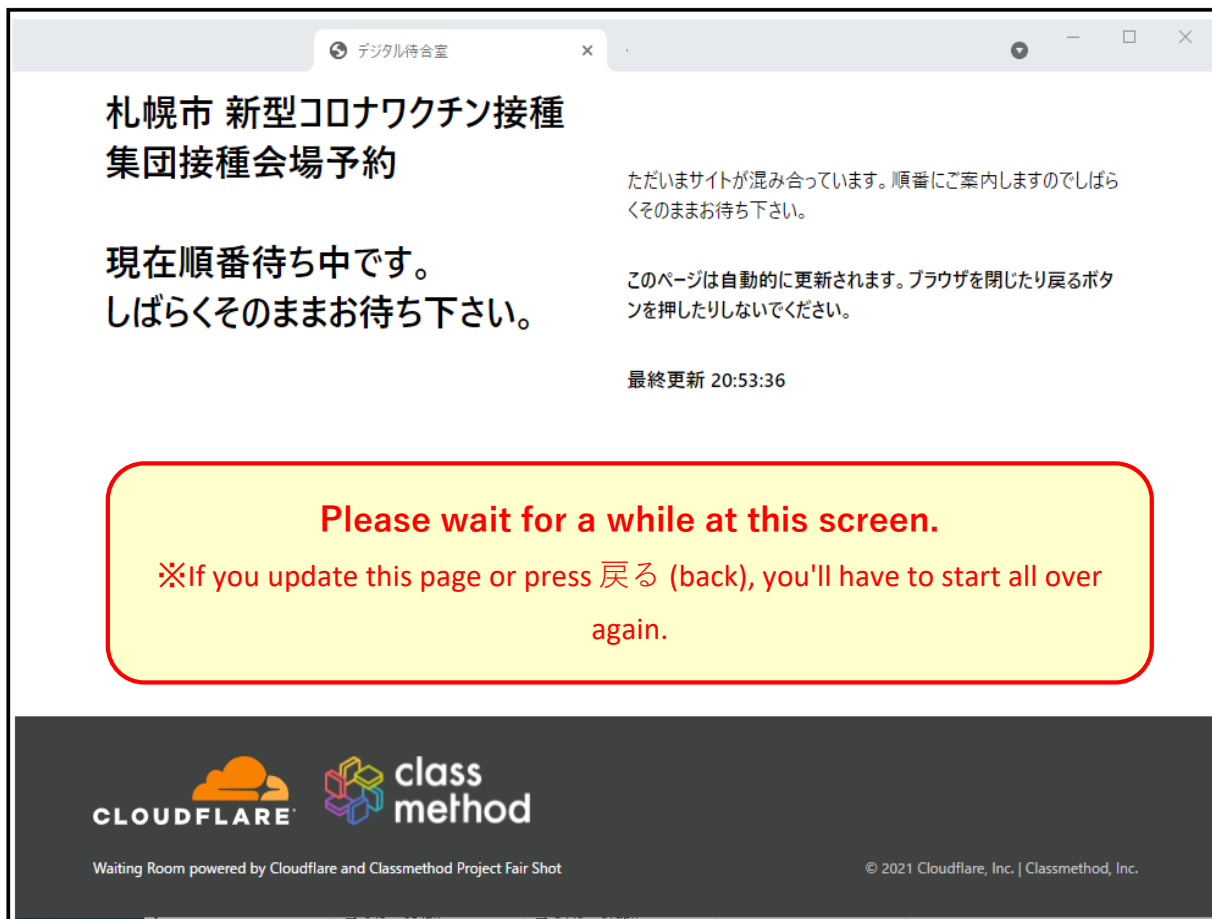 デジタル待合室
札幌市 新型コロナワクチン接種
集団接種会場予約
現在順番待ち中です。
しばらくそのままお待ち下さい。
ただいまサイトが混み合っています。順番にご案内しますのでしばら
くそのままお待ち下さい。
このページは自動的に更新されます。ブラウザを閉じたり戻るボタ
ンを押したりしないでください。
最終更新 20:53:36
Please wait for a while at this screen.
※If you update this page or press 戻る (back), you'll have to start all over
again.
CLOUDFLARE
class
method
Waiting Room powered by Cloudflare and Classmethod Project Fair Shot
© 2021 Cloudflare, Inc. | Classmethod, Inc.